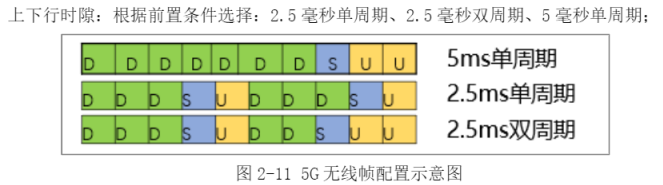 上下行时隙：根据前置条件选择：2.5 毫秒单周期、2.5 毫秒双周期、5 毫秒单周期；
D D D D D D D S U U 5ms单周期
D D D S U D D D S U 2.5ms单周期
D D D S U D D S U U 2.5ms双周期
图 2-11 5G 无线帧配置示意图